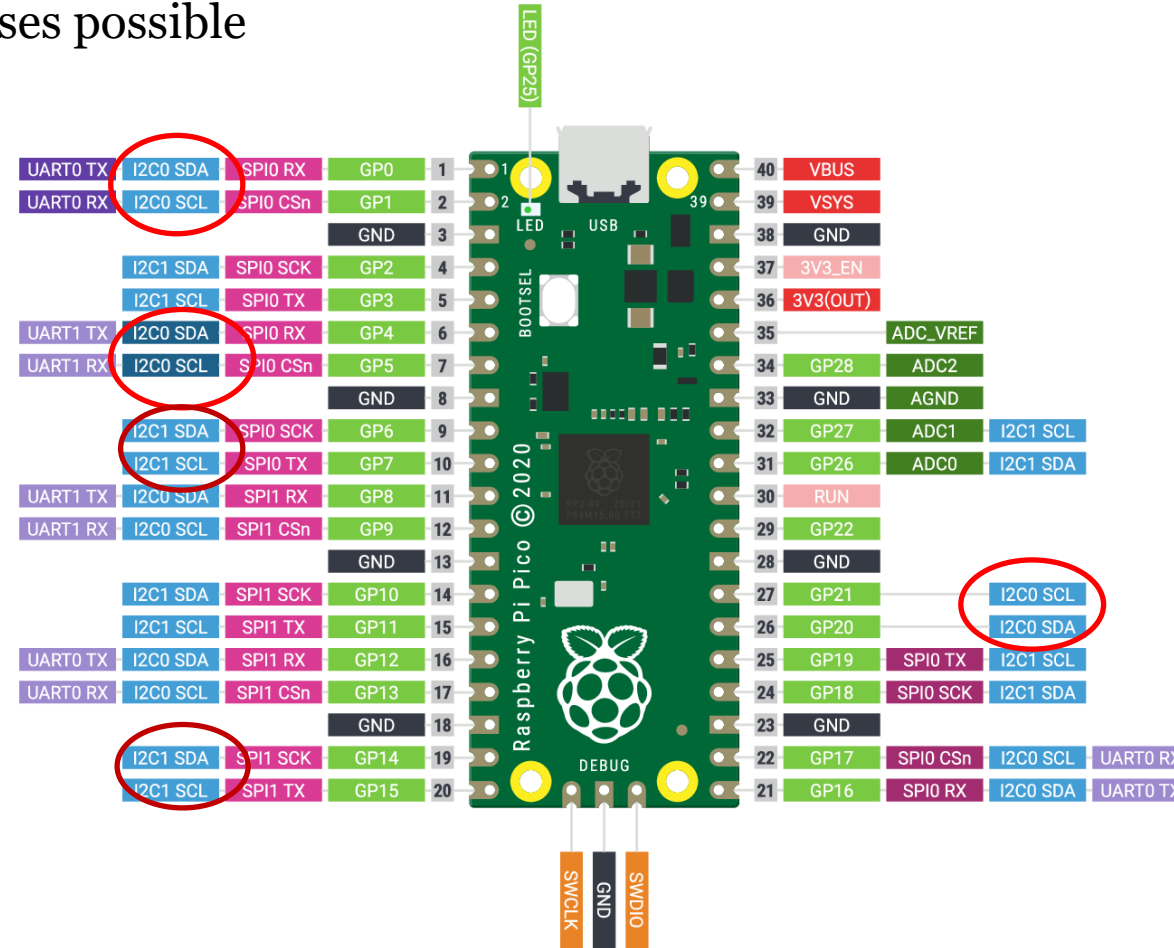 ses possible
LED (GP25)
UART0 TX I2C0 SDA SPI0 RX GP0 1 1 40 VBUS
UART0 RX I2C0 SCL SPI0 CSn GP1 2 2 39 39 VSYS
LED USB
GND 3 38 GND
I2C1 SDA SPI0 SCK GP2 4 37 3V3_EN
I2C1 SCL SPI0 TX GP3 5 BOOTSEL 36 3V3(OUT)
UART1 TX I2C0 SDA SPI0 RX GP4 6 35 ADC_VREF
UART1 RX I2C0 SCL SPI0 CSn GP5 7 34 GP28 ADC2
GND 8 33 GND AGND
I2C1 SDA SPI0 SCK GP6 9 32 GP27 ADC1 I2C1 SCL
I2C1 SCL SPI0 TX GP7 10 31 GP26 ADC0 I2C1 SDA
UART1 TX I2C0 SDA SPI1 RX GP8 11 30 RUN
UART1 RX I2C0 SCL SPI1 CSn GP9 12 29 GP22
GND 13 28 GND
I2C1 SDA SPI1 SCK GP10 14 27 GP21 I2C0 SCL
I2C1 SCL SPI1 TX GP11 15 26 GP20 I2C0 SDA
UART0 TX I2C0 SDA SPI1 RX GP12 16 25 GP19 SPI0 TX I2C1 SCL
UART0 RX I2C0 SCL SPI1 CSn GP13 17 24 GP18 SPI0 SCK I2C1 SDA
GND 18 23 GND
I2C1 SDA SPI1 SCK GP14 19 22 GP17 SPI0 CSn I2C0 SCL UART0 RX
I2C1 SCL SPI1 TX GP15 20 21 GP16 SPI0 RX I2C0 SDA UART0 TX
Raspberry Pi Pico ©2020
DEBUG
SWCLK GND SWDIO